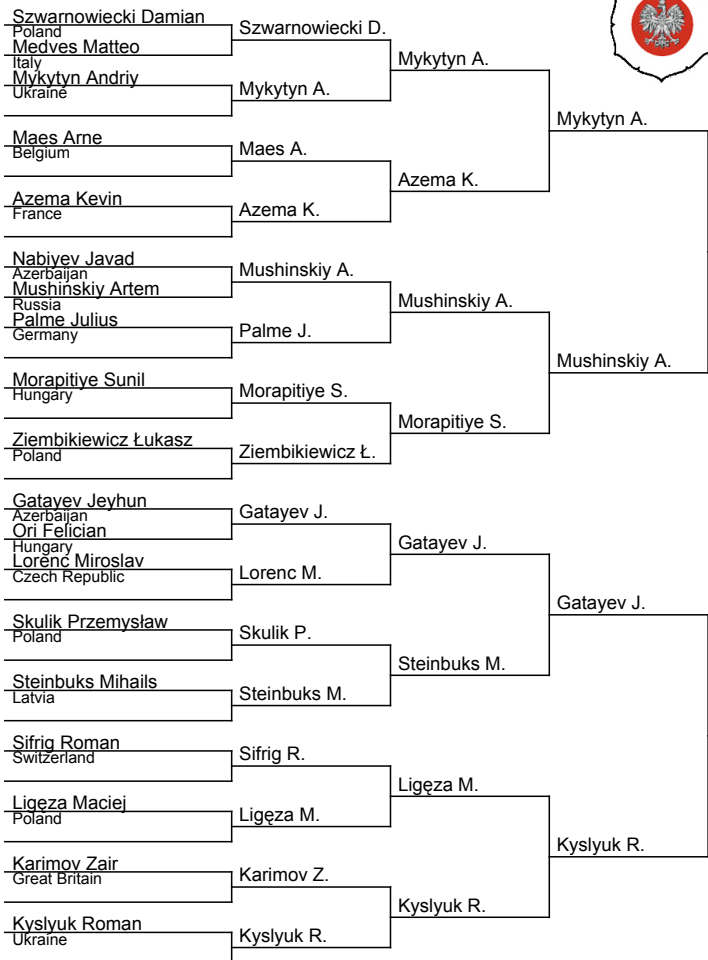 Szwarnowiecki Damian
Poland
Medves Matteo
Italy
Mykytyn Andriy
Ukraine
Maes Arne
Belgium
Azema Kevin
France
Nabiyev Javad
Azerbaijan
Mushinskiy Artem
Russia
Palme Julius
Germany
Morapitiye Sunil
Hungary
Ziembikiewicz Łukasz
Poland
Gatayev Jeyhun
Azerbaijan
Ori Felician
Hungary
Lorenc Miroslav
Czech Republic
Skulik Przemysław
Poland
Steinbuks Mihails
Latvia
Sifrig Roman
Switzerland
Ligęza Maciej
Poland
Karimov Zair
Great Britain
Kyslyuk Roman
Ukraine
Szwarnowiecki D.
Mykytyn A.
Maes A.
Azema K.
Mushinskiy A.
Palme J.
Morapitiye S.
Ziembikiewicz Ł.
Gatayev J.
Lorenc M.
Skulik P.
Steinbuks M.
Sifrig R.
Ligęza M.
Karimov Z.
Kyslyuk R.
Mykytyn A.
Azema K.
Mushinskiy A.
Morapitiye S.
Gatayev J.
Steinbuks M.
Ligęza M.
Kyslyuk R.
Mykytyn A.
Mushinskiy A.
Gatayev J.
Kyslyuk R.